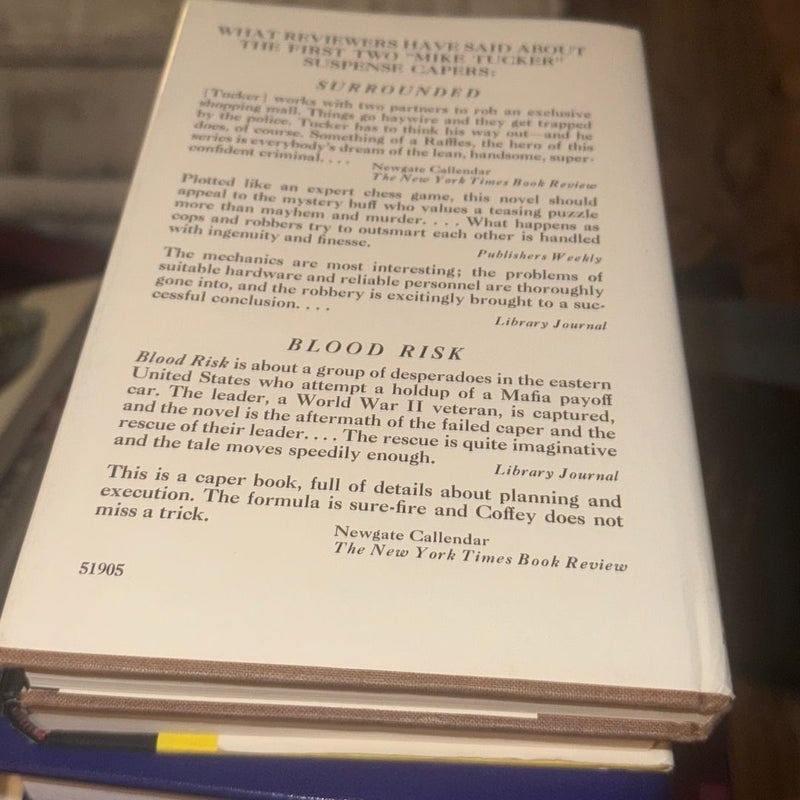 WHAT REVIEWERS HAVE SAID ABOUT
THE FIRST TWO "MIKE TUCKER"
SUSPENSE CAPERS:
SURROUNDED
[Tucker] works with two partners to rob an exclusive
shopping mall. Things go haywire and they get trapped
by the police. Tucker has to think his way out—and he
does, of course. Something of a Raffles, the hero of this
series is everybody's dream of the lean, handsome, super-
confident criminal. . . .
Newgate Callendar
The New York Times Book Review
Plotted like an expert chess game, this novel should
appeal to the mystery buff who values a teasing puzzle
more than mayhem and murder. . . . What happens as
cops and robbers try to outsmart each other is handled
with ingenuity and finesse.
Publishers Weekly
The mechanics are most interesting; the problems of
suitable hardware and reliable personnel are thoroughly
gone into, and the robbery is excitingly brought to a suc-
cessful conclusion. . . .
Library Journal
BLOOD RISK
Blood Risk is about a group of desperadoes in the eastern
United States who attempt a holdup of a Mafia payoff
car. The leader, a World War II veteran, is captured,
and the novel is the aftermath of the failed caper and the
rescue of their leader. . . . The rescue is quite imaginative
and the tale moves speedily enough.
Library Journal
This is a caper book, full of details about planning and
execution. The formula is sure-fire and Coffey does not
miss a trick.
Newgate Callendar
The New York Times Book Review
51905